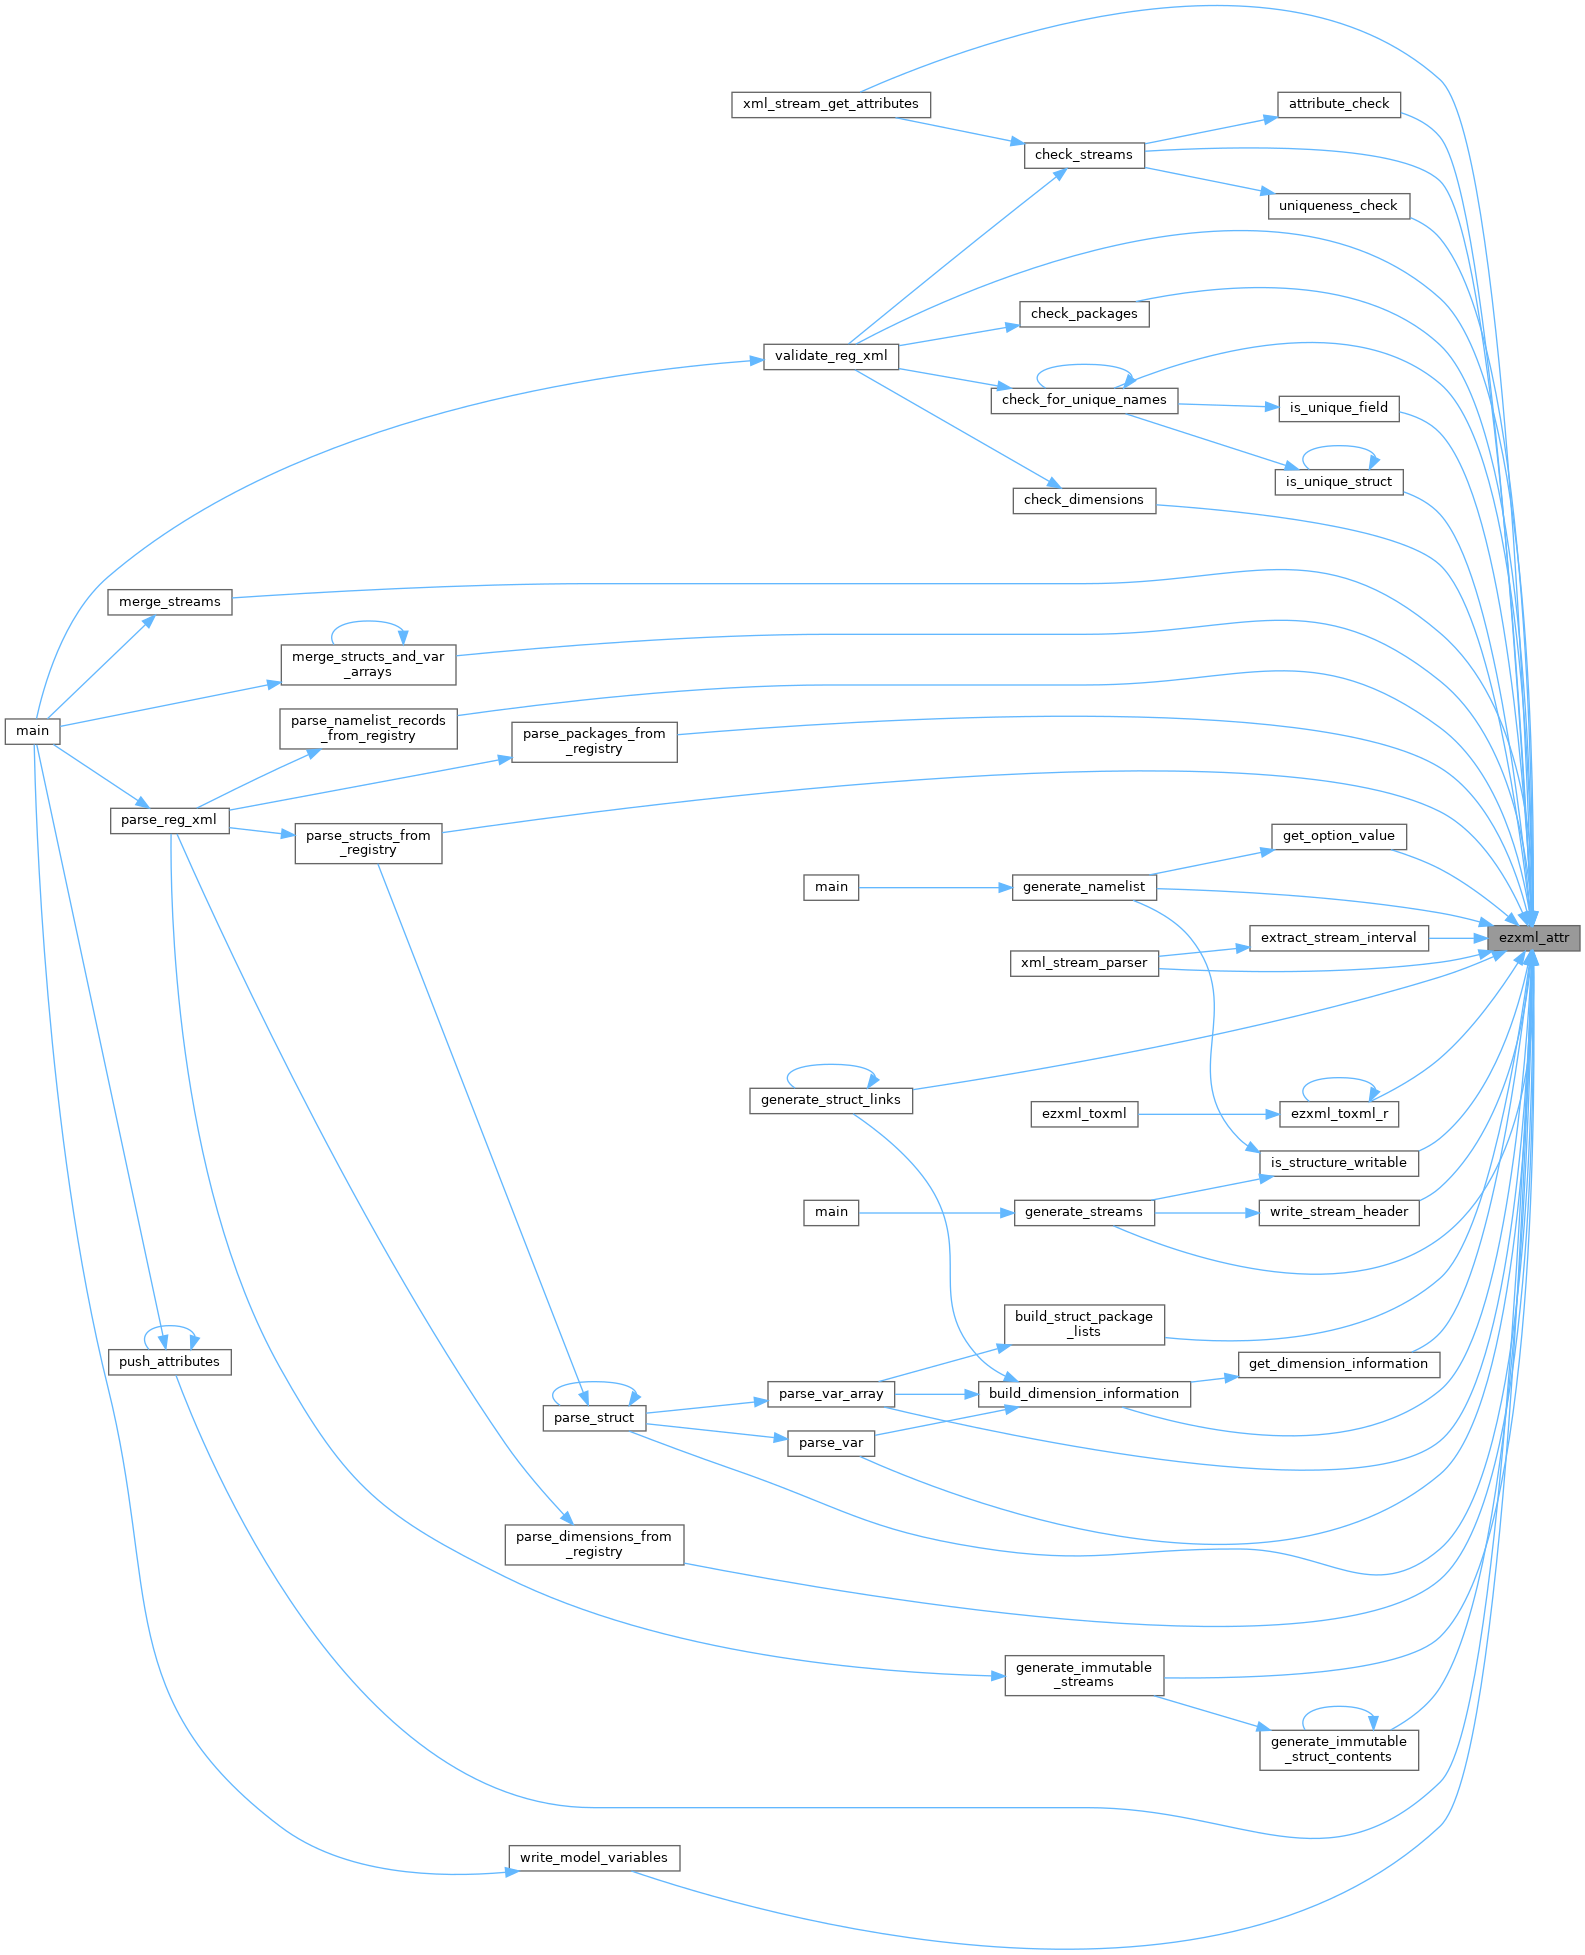 xml_stream_get_attributes
attribute_check
check_streams
uniqueness_check
check_packages
validate_reg_xml
check_for_unique_names
is_unique_field
is_unique_struct
check_dimensions
merge_streams
merge_structs_and_var
_arrays
main
parse_namelist_records
_from_registry
parse_packages_from
_registry
parse_reg_xml
parse_structs_from
_registry
get_option_value
main
generate_namelist
ezxml_attr
extract_stream_interval
xml_stream_parser
generate_struct_links
ezxml_toxml
ezxml_toxml_r
is_structure_writable
main
generate_streams
write_stream_header
build_struct_package
_lists
push_attributes
get_dimension_information
parse_var_array
build_dimension_information
parse_struct
parse_var
parse_dimensions_from
_registry
generate_immutable
_streams
generate_immutable
_struct_contents
write_model_variables